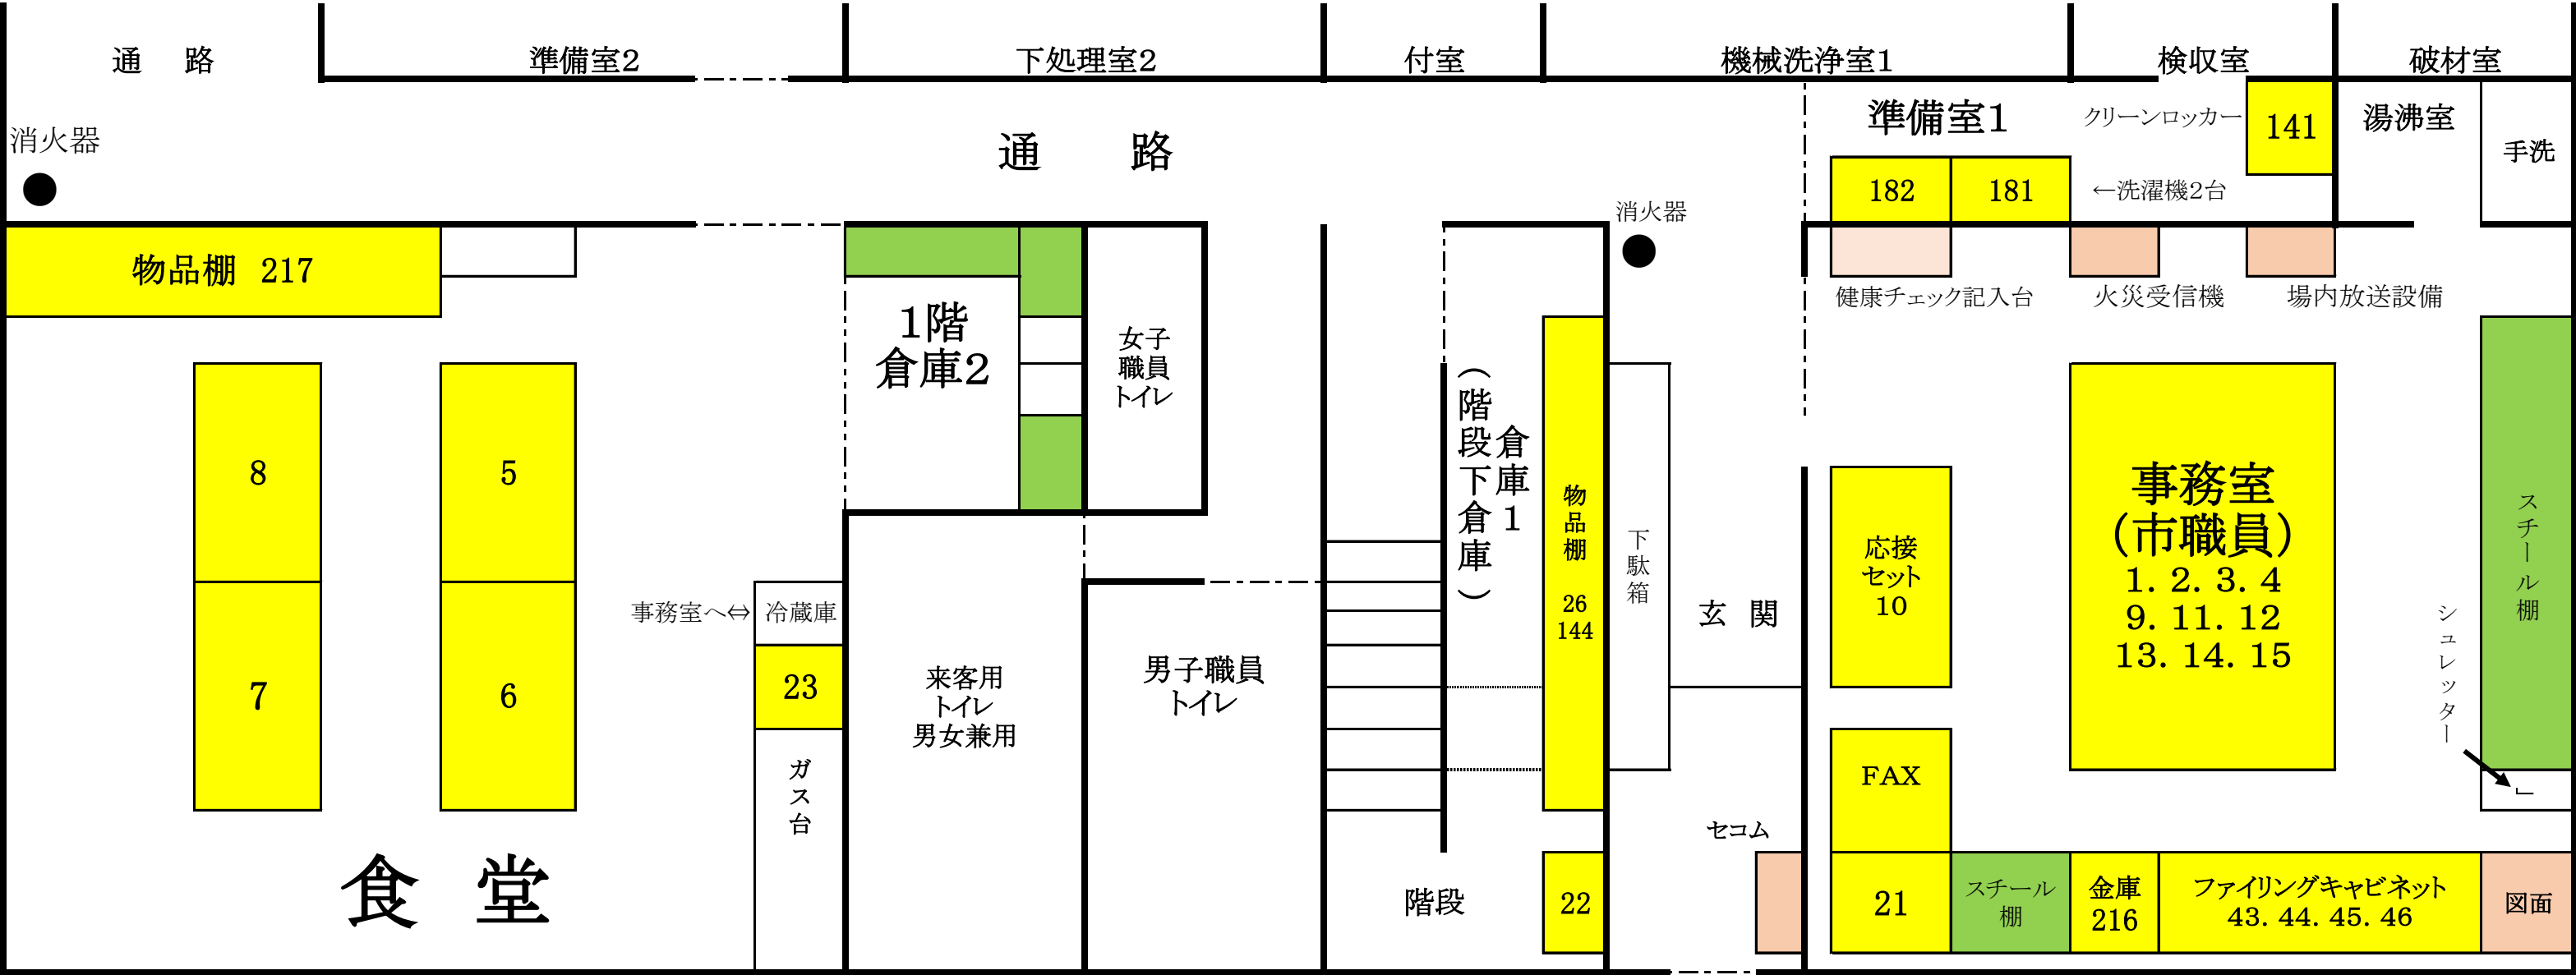 通　路
準備室2
下処理室2
付室
機械洗浄室1
検収室
破材室
消火器
通　路
準備室1
クリーンロッカー
141
湯沸室
手洗
182
181
←洗濯機2台
消火器
物品棚 217
健康チェック記入台
火災受信機
場内放送設備
1階
倉庫2
女子
職員
トイレ
8
5
7
6
倉庫1
（階段下倉庫）
物品棚
26
144
下駄箱
玄 関
応接
セット
10
事務室
（市職員）
1. 2. 3. 4
9. 11. 12
13. 14. 15
スチール棚
シュレッター
事務室へ⇔
冷蔵庫
23
ガス台
来客用
トイレ
男女兼用
男子職員
トイレ
FAX
セコム
食 堂
階段
22
21
スチール
棚
金庫
216
ファイリングキャビネット
43. 44. 45. 46
図面